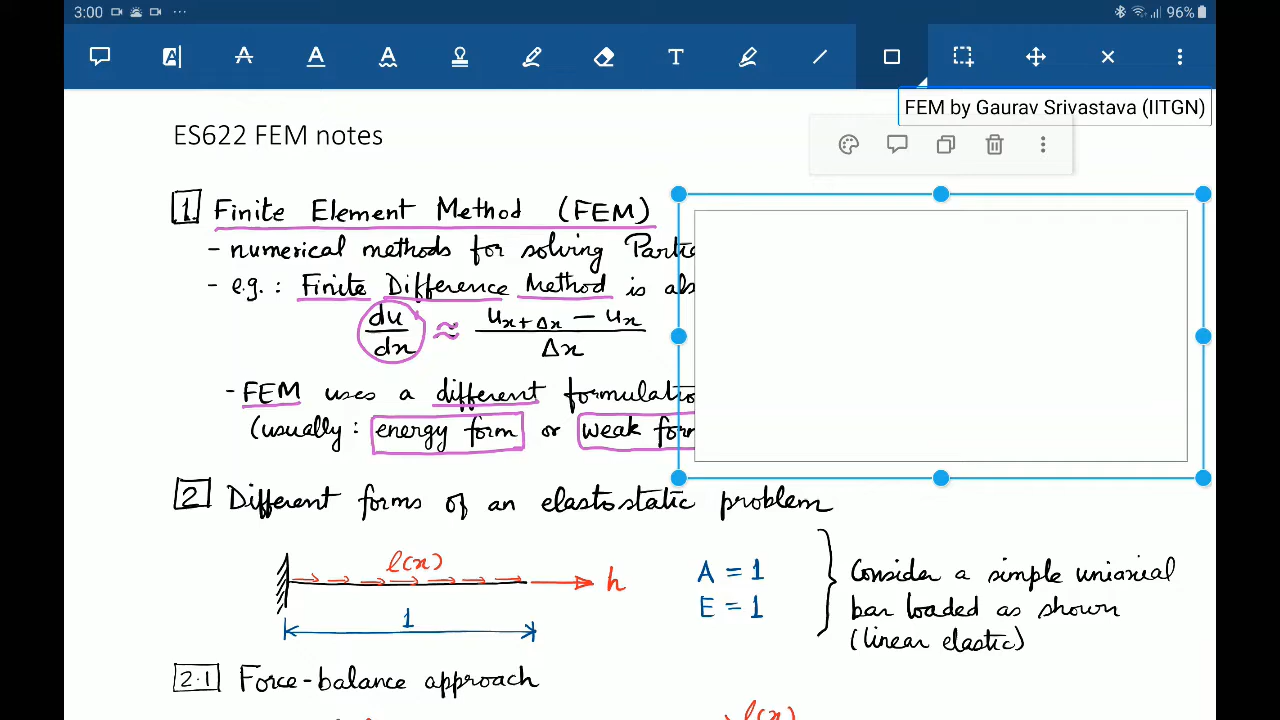 3:00
96%
A
A
A
A
T
FEM by Gaurav Srivastava (IITGN)
ES622 FEM notes
1. Finite Element Method (FEM)
- numerical methods for solving
- e.g. : Finite Difference Method is
du/dx ≈ (u_{x+Δx} - u_x)/Δx
- FEM uses a different
(usually : energy form or weak form
2 Different forms of an elastostatic problem
l(x)
h
1
A = 1
E = 1
Consider a simple uniaxial
bar loaded as shown
(linear elastic)
2.1 Force-balance approach
l(x)